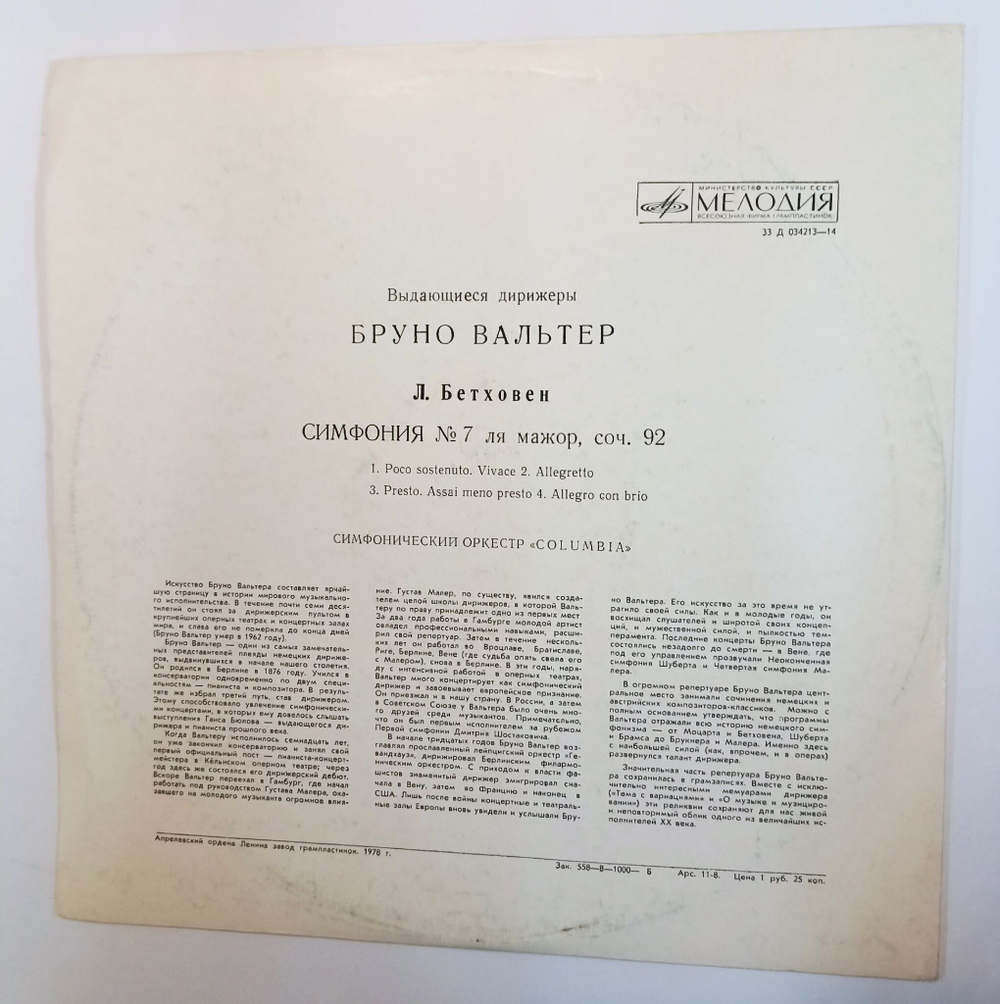 МИНИСТЕРСТВО КУЛЬТУРЫ СССР
МЕЛОДИЯ
ВСЕСОЮЗНАЯ ФИРМА ГРАМПЛАСТИНОК
33 Д 034213—14
Выдающиеся дирижеры
БРУНО ВАЛЬТЕР
Л. Бетховен
СИМФОНИЯ № 7 ля мажор, соч. 92
1. Poco sostenuto. Vivace 2. Allegretto
3. Presto. Assai meno presto 4. Allegro con brio
СИМФОНИЧЕСКИЙ ОРКЕСТР «COLUMBIA»
Искусство Бруно Вальтера составляет ярчай-
шую страницу в истории мирового музыкально-
го исполнительства. В течение почти семи деся-
тилетий он стоял за дирижерским пультом в
крупнейших оперных театрах и концертных залах
мира, и слава его не померкла до конца дней
(Бруно Вальтер умер в 1962 году).
Бруно Вальтер — один из самых замечатель-
ных представителей плеяды немецких дириже-
ров, выдвинувшихся в начале нашего столетия.
Он родился в Берлине в 1876 году. Учился в
консерватории одновременно по двум специ-
альностям — пианиста и композитора. В резуль-
тате же избрал третий путь, став дирижером.
Этому способствовало увлечение симфонически-
ми концертами, в которых ему довелось слышать
выступления Ганса Бюлова — выдающегося ди-
рижера и пианиста прошлого века.
Когда Вальтеру исполнилось семнадцать лет,
он уже закончил консерваторию и занял свой
первый официальный пост — пианиста-концерт-
мейстера в Кёльнском оперном театре; через
год здесь же состоялся его дирижерский дебют.
Вскоре Вальтер переехал в Гамбург, где начал
работать под руководством Густава Малера, ока-
завшего на молодого музыканта огромное влия-
ние. Густав Малер, по существу, явился созда-
телем целой школы дирижеров, в которой Валь-
теру по праву принадлежит одно из первых мест
За два года работы в Гамбурге молодой артист
овладел профессиональными навыками, расши-
рил свой репертуар. Затем в течение несколь-
ких лет он работал во Вроцлаве, Братиславе,
Риге, Берлине, Вене (где судьба опять свела его
с Малером), снова в Берлине. В эти годы, наря-
ду с интенсивной работой в оперных театрах,
Вальтер много концертирует как симфонический
дирижер и завоевывает европейское признание.
Он приезжал и в нашу страну. В России, а затем
в Советском Союзе у Вальтера было очень мно-
го друзей среди музыкантов. Примечательно,
что он был первым исполнителем за рубежом
Первой симфонии Дмитрия Шостаковича.
В начале тридцатых годов Бруно Вальтер воз-
главлял прославленный лейпцигский оркестр «Ге-
вандхауз», дирижировал Берлинским филармо-
ническим оркестром. С приходом к власти фа-
шистов знаменитый дирижер эмигрировал сна-
чала в Вену, затем во Францию и наконец в
США. Лишь после войны концертные и театраль-
ные залы Европы вновь увидели и услышали Бру-
но Вальтера. Его искусство за это время не ут-
ратило своей силы. Как и в молодые годы, он
восхищал слушателей и широтой своих концеп-
ций, и мужественной силой, и пылкостью тем-
перамента. Последние концерты Бруно Вальтера
состоялись незадолго до смерти — в Вене, где
под его управлением прозвучали Неоконченная
симфония Шуберта и Четвертая симфония Ма-
лера.
В огромном репертуаре Бруно Вальтера цент-
ральное место занимали сочинения немецких и
австрийских композиторов-классиков. Можно с
полным основанием утверждать, что программы
Вальтера отражали всю историю немецкого сим-
фонизма — от Моцарта и Бетховена, Шуберта
и Брамса до Брукнера и Малера. Именно здесь
с наибольшей силой (как, впрочем, и в операх)
развернулся талант дирижера.
Значительная часть репертуара Бруно Вальте-
ра сохранилась в грамзаписях. Вместе с исклю-
чительно интересными мемуарами дирижера
(«Тема с вариациями» и «О музыке и музициро-
вании») эти реликвии сохраняют для нас живой
и неповторимый облик одного из величайших ис-
полнителей XX века.
Апрелевский ордена Ленина завод грампластинок. 1978 г.
Зак. 558—В—1000— Б Арс. 11-8. Цена 1 руб. 25 коп.